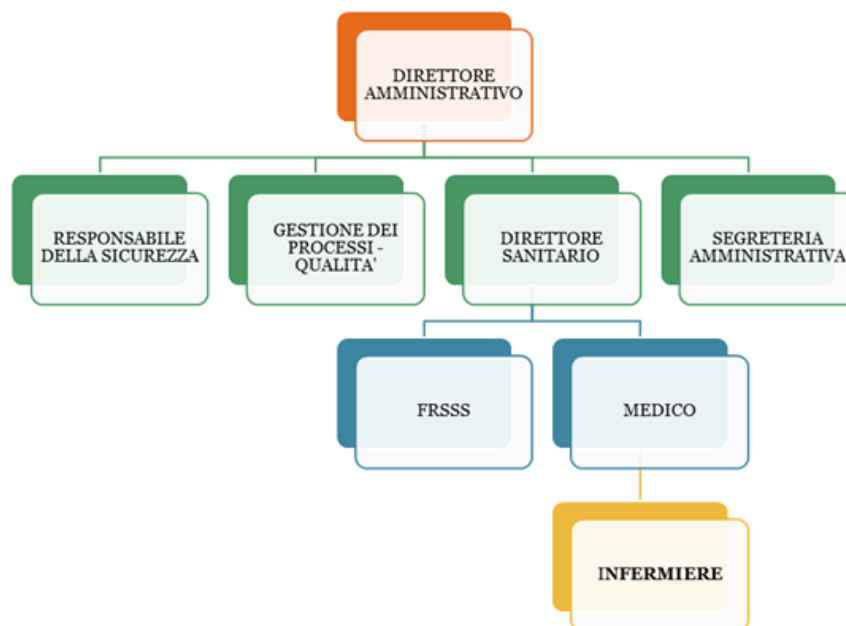 DIRETTORE
AMMINISTRATIVO
RESPONSABILE
DELLA SICUREZZA
GESTIONE DEI
PROCESSI -
QUALITA'
DIRETTORE
SANITARIO
SEGRETERIA
AMMINISTRATIVA
FRSSS
MEDICO
INFERMIERE